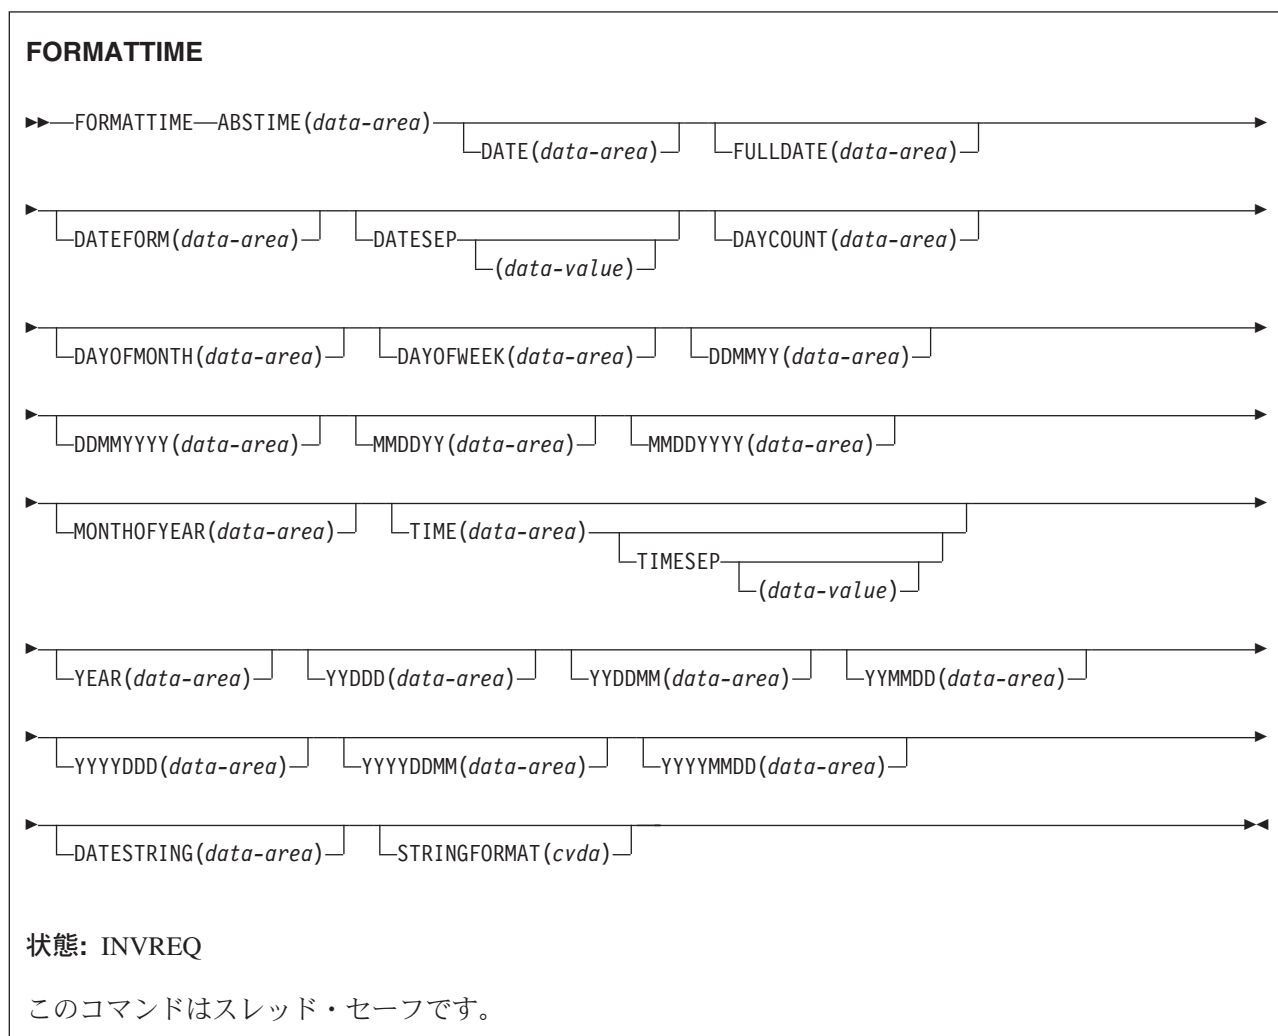 FORMATTIME
FORMATTIME ABSTIME(data-area)
DATE(data-area) FULLDATE(data-area)
DATEFORM(data-area) DATESEP DAYCOUNT(data-area)
(data-value)
DAYOFMONTH(data-area) DAYOFWEEK(data-area) DDMMYY(data-area)
DDMMYYYY(data-area) MMDDYY(data-area) MMDDYYYY(data-area)
MONTHOFYEAR(data-area) TIME(data-area)
TIMESEP
(data-value)
YEAR(data-area) YYDDD(data-area) YYDDMM(data-area) YYMMDD(data-area)
YYYYDDD(data-area) YYYYDDMM(data-area) YYYYMMDD(data-area)
DATESTRING(data-area) STRINGFORMAT(cvda)
状態: INVREQ
このコマンドはスレッド・セーフです。